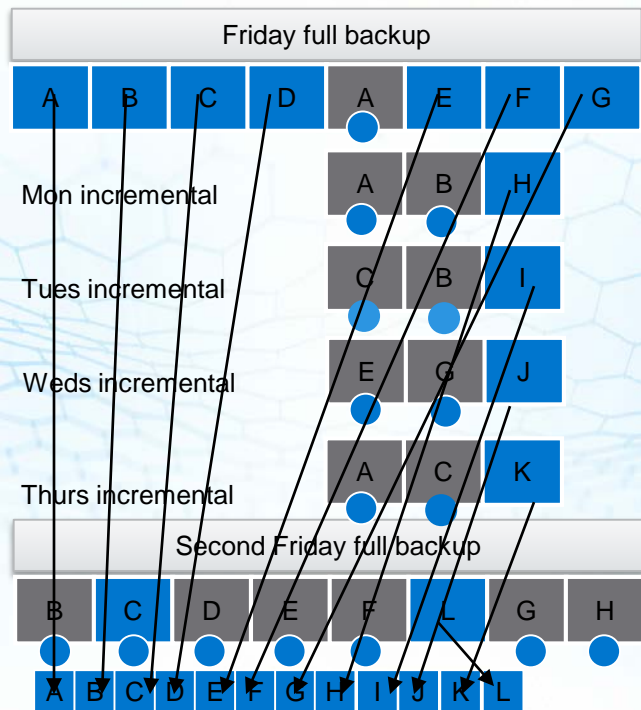 Friday full backup
A B C D A E F G
Mon incremental A B H
Tues incremental C B I
Weds incremental E G J
Thurs incremental A C K
Second Friday full backup
B C D E F L G H
A B C D E F G H I J K L